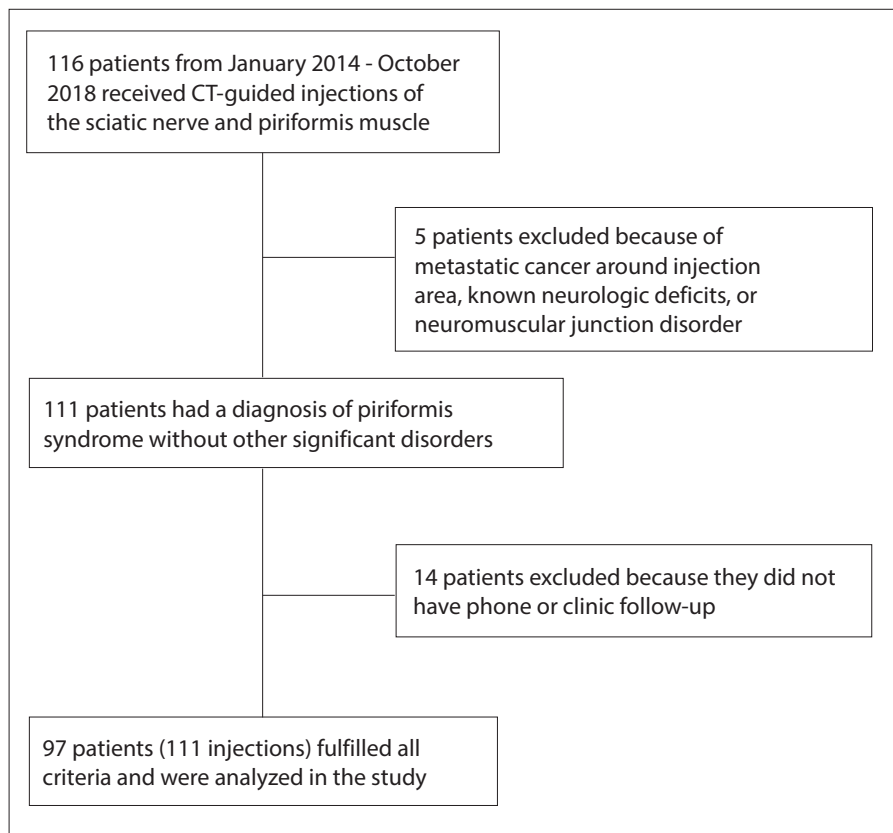 116 patients from January 2014 - October
2018 received CT-guided injections of
the sciatic nerve and piriformis muscle
5 patients excluded because of
metastatic cancer around injection
area, known neurologic deficits, or
neuromuscular junction disorder
111 patients had a diagnosis of piriformis
syndrome without other significant disorders
14 patients excluded because they did not
have phone or clinic follow-up
97 patients (111 injections) fulfilled all
criteria and were analyzed in the study